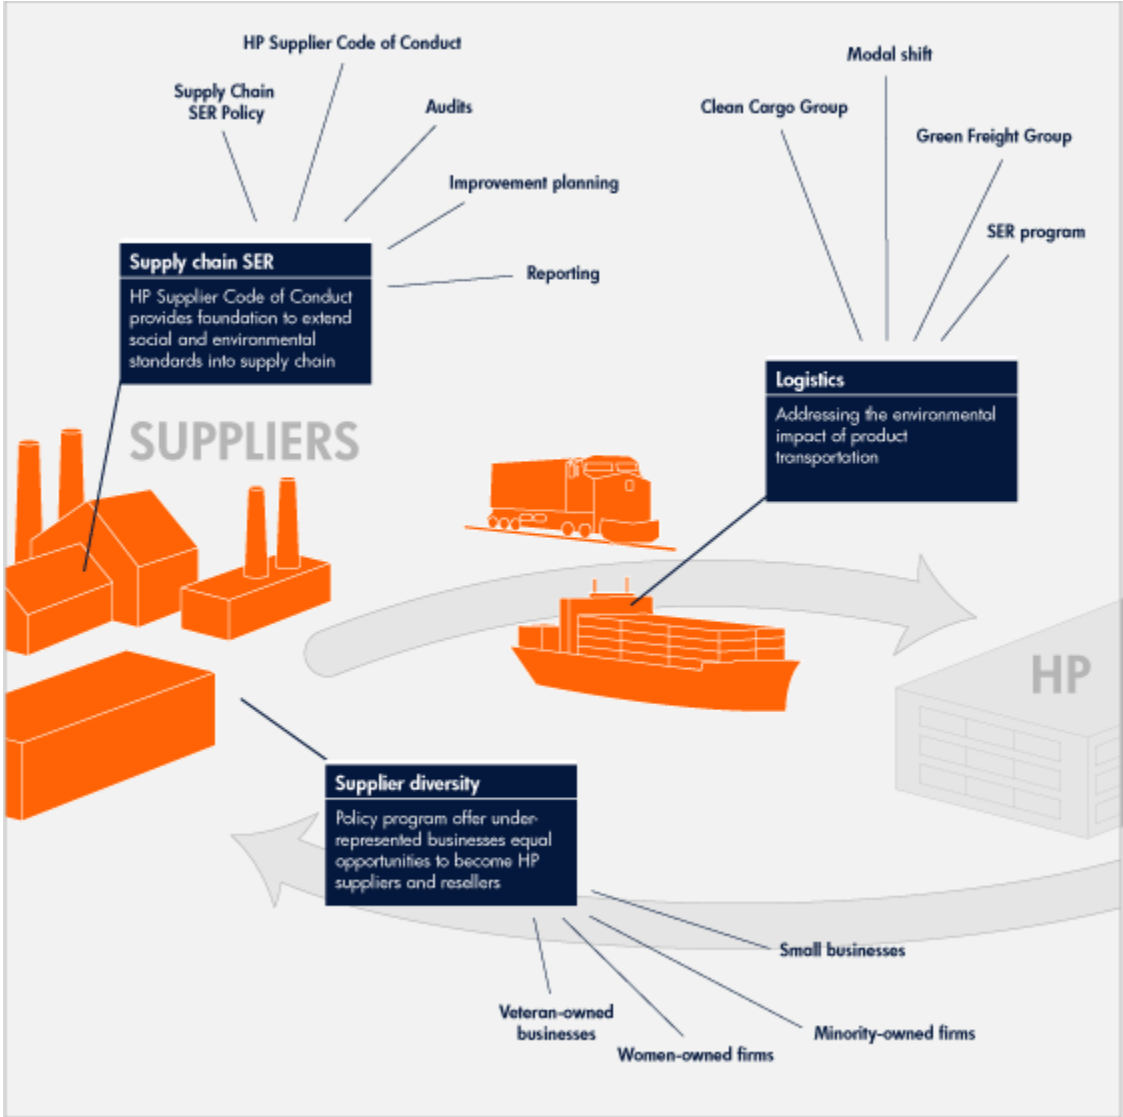 HP Supplier Code of Conduct
Supply Chain
SER Policy
Audits
Improvement planning
Reporting
Supply chain SER
HP Supplier Code of Conduct
provides foundation to extend
social and environmental
standards into supply chain
Modal shift
Clean Cargo Group
Green Freight Group
SER program
Logistics
Addressing the environmental
impact of product
transportation
SUPPLIERS
HP
Supplier diversity
Policy program offer under-
represented businesses equal
opportunities to become HP
suppliers and resellers
Small businesses
Veteran-owned
businesses
Minority-owned firms
Women-owned firms